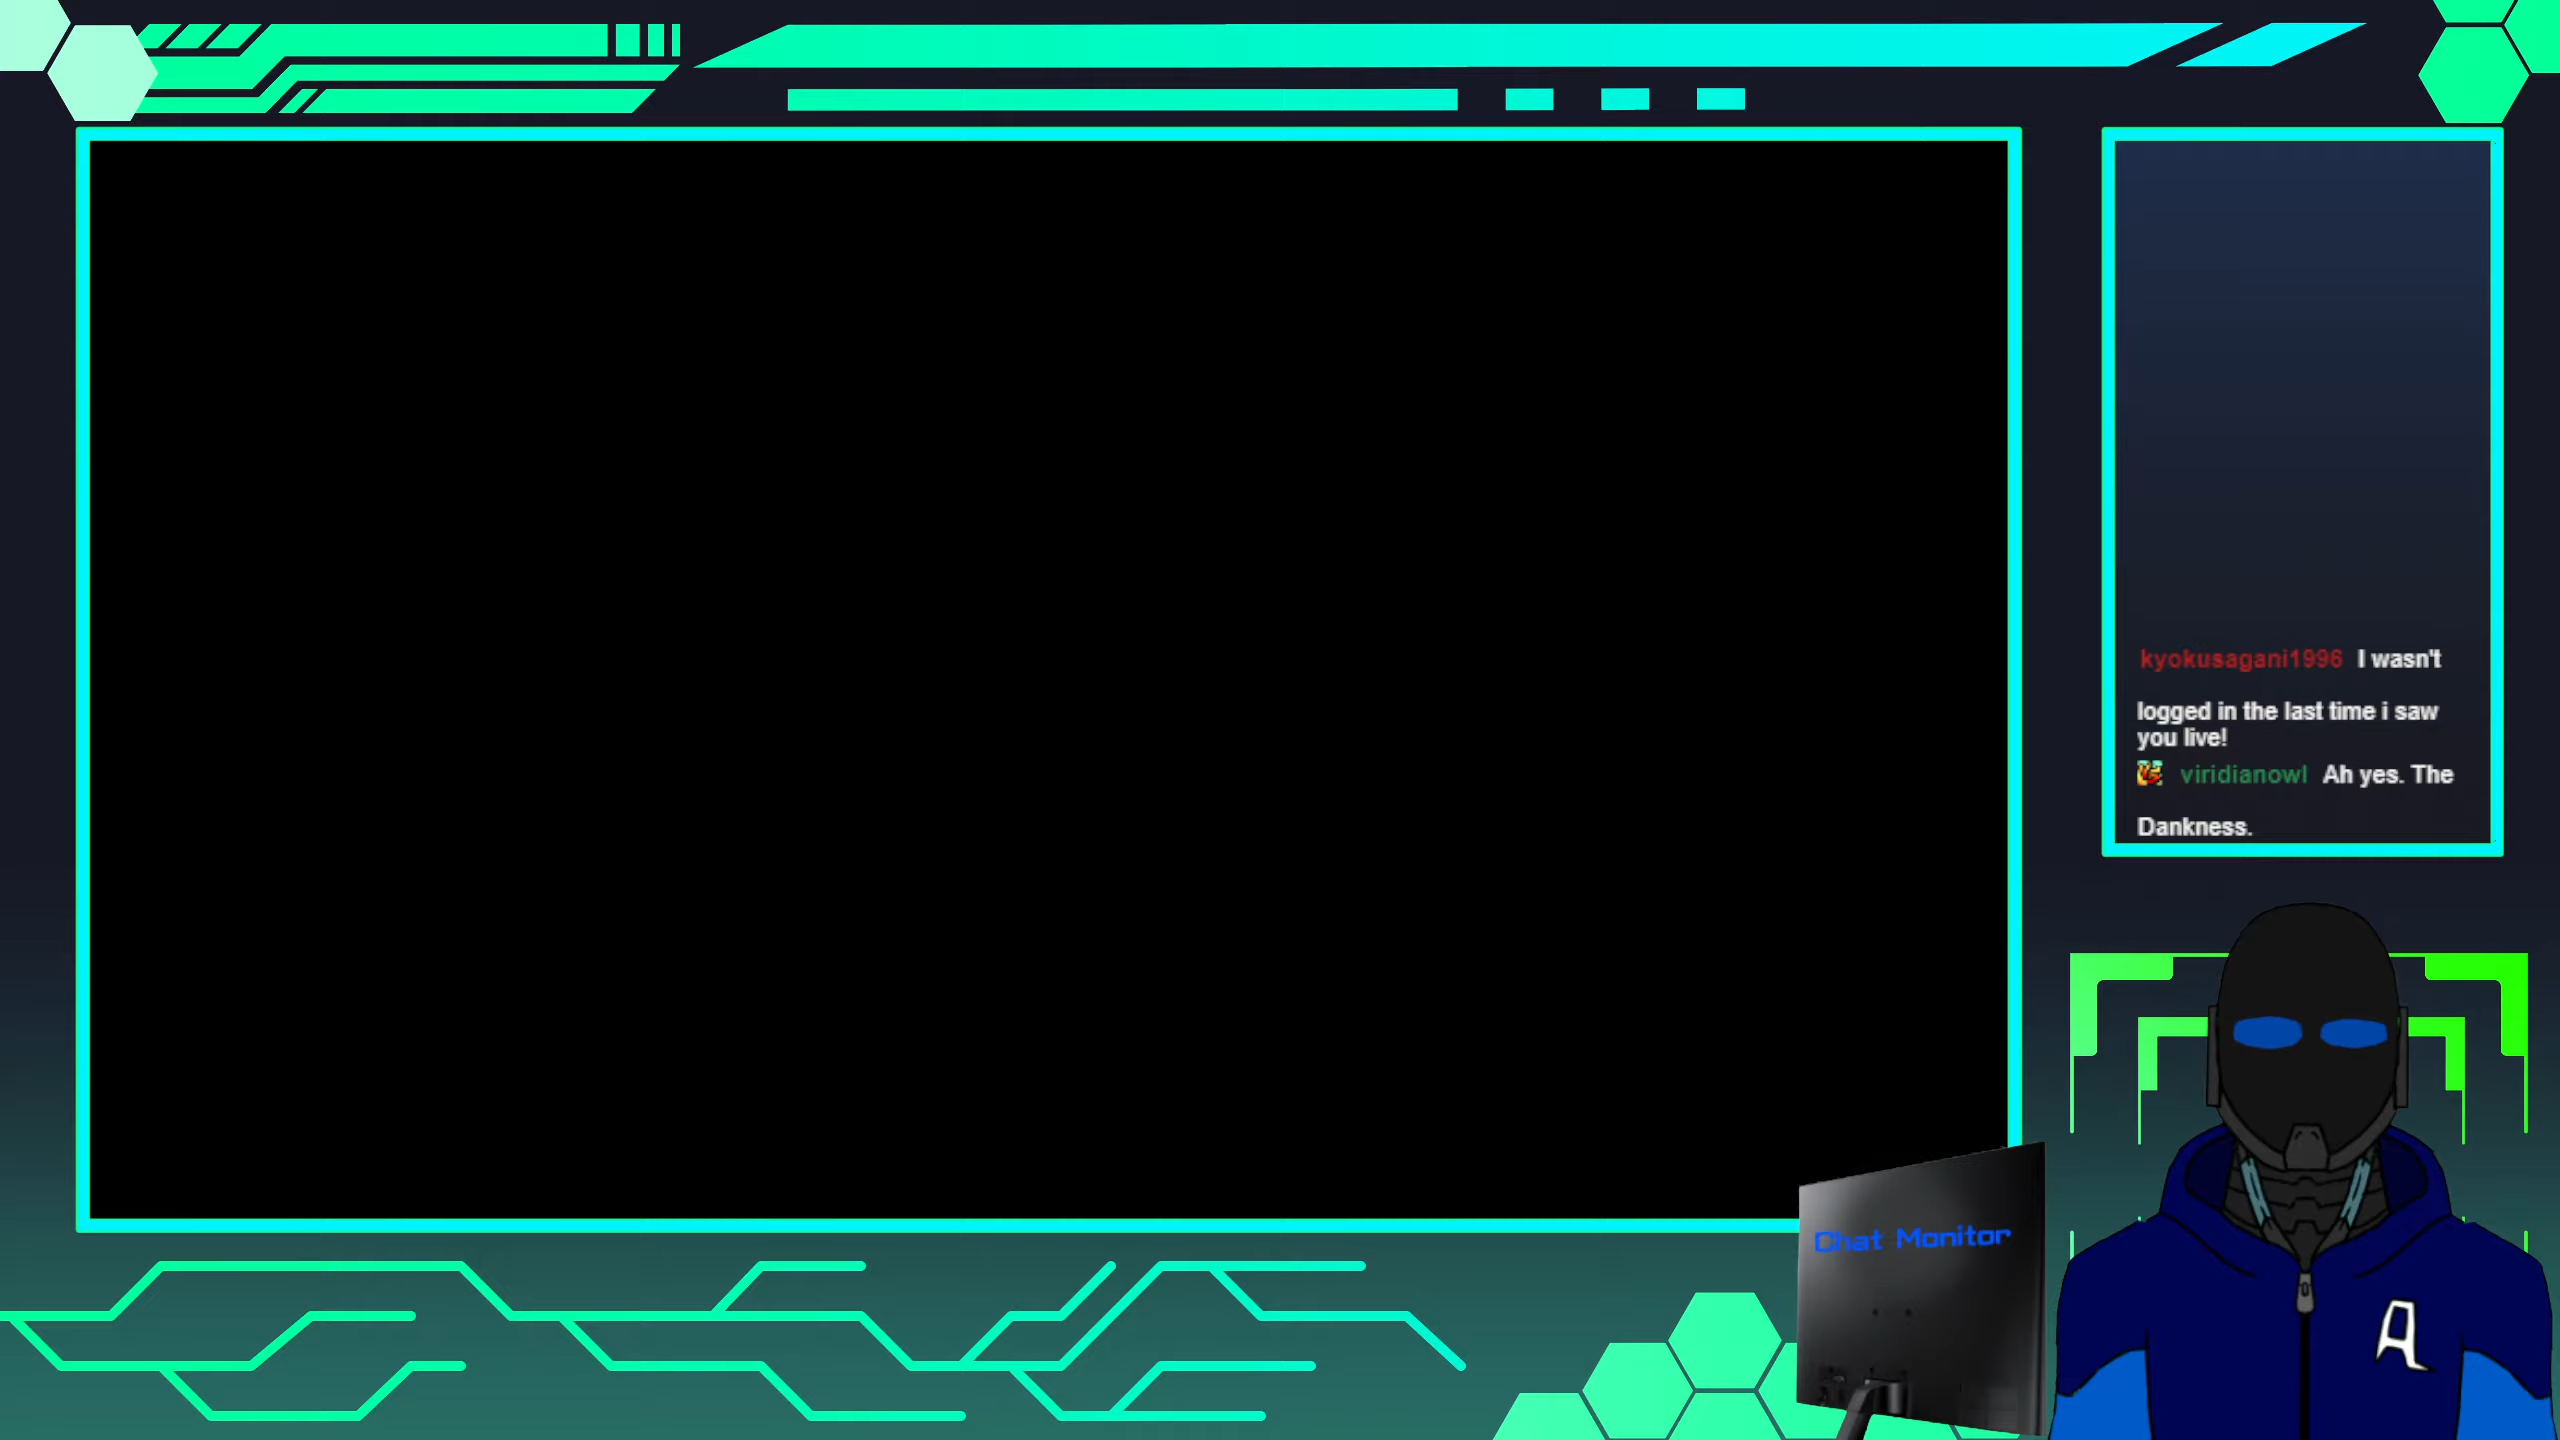 kyokusagani1996 I wasn't
logged in the last time i saw
you live!
viridianowl Ah yes. The
Dankness.
Chat Monitor
A